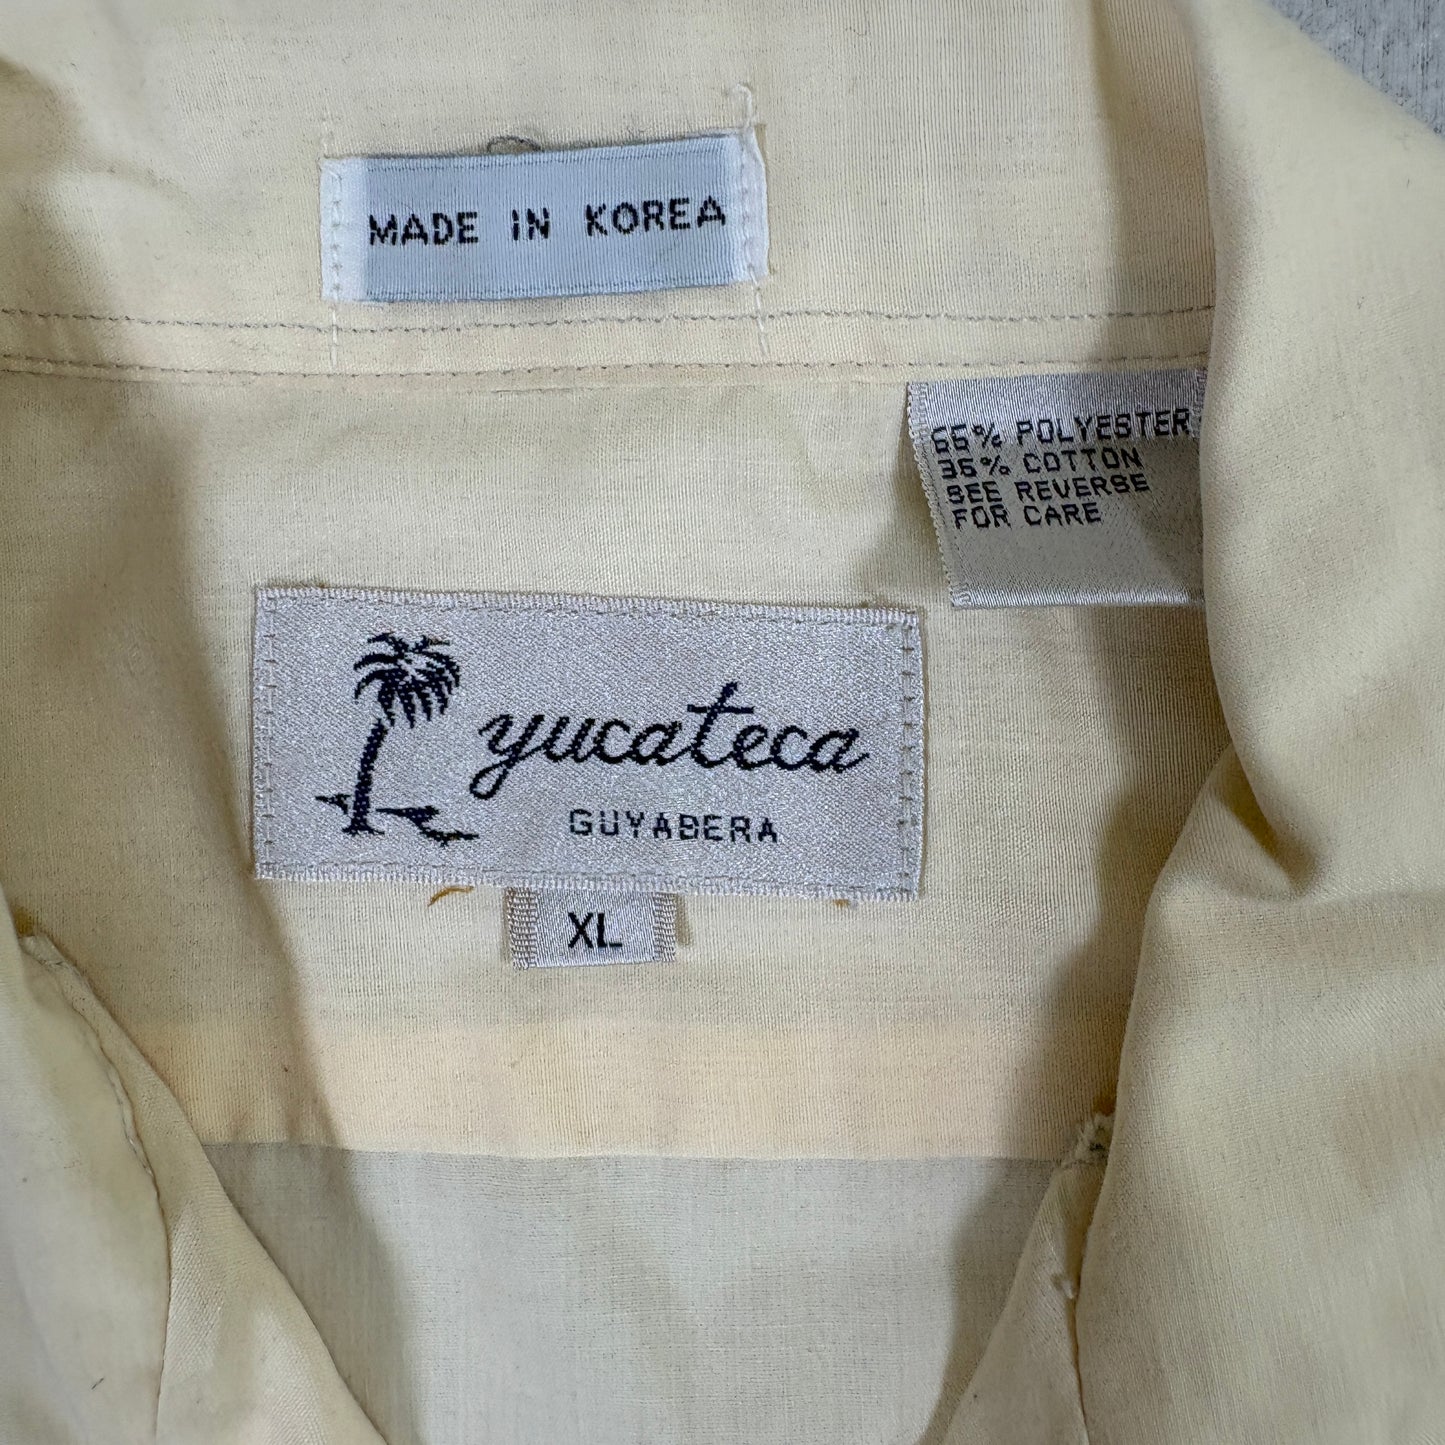 MADE IN KOREA
65% POLYESTER
35% COTTON
SEE REVERSE
FOR CARE
yucateca
GUYABERA
XL